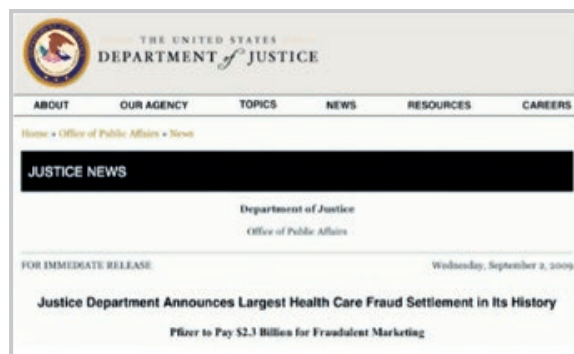 THE UNITED STATES
DEPARTMENT of JUSTICE
ABOUT OUR AGENCY TOPICS NEWS RESOURCES CAREERS
Home » Office of Public Affairs » News
JUSTICE NEWS
Department of Justice
Office of Public Affairs
FOR IMMEDIATE RELEASE Wednesday, September 2, 2009
Justice Department Announces Largest Health Care Fraud Settlement in Its History
Pfizer to Pay $2.3 Billion for Fraudulent Marketing